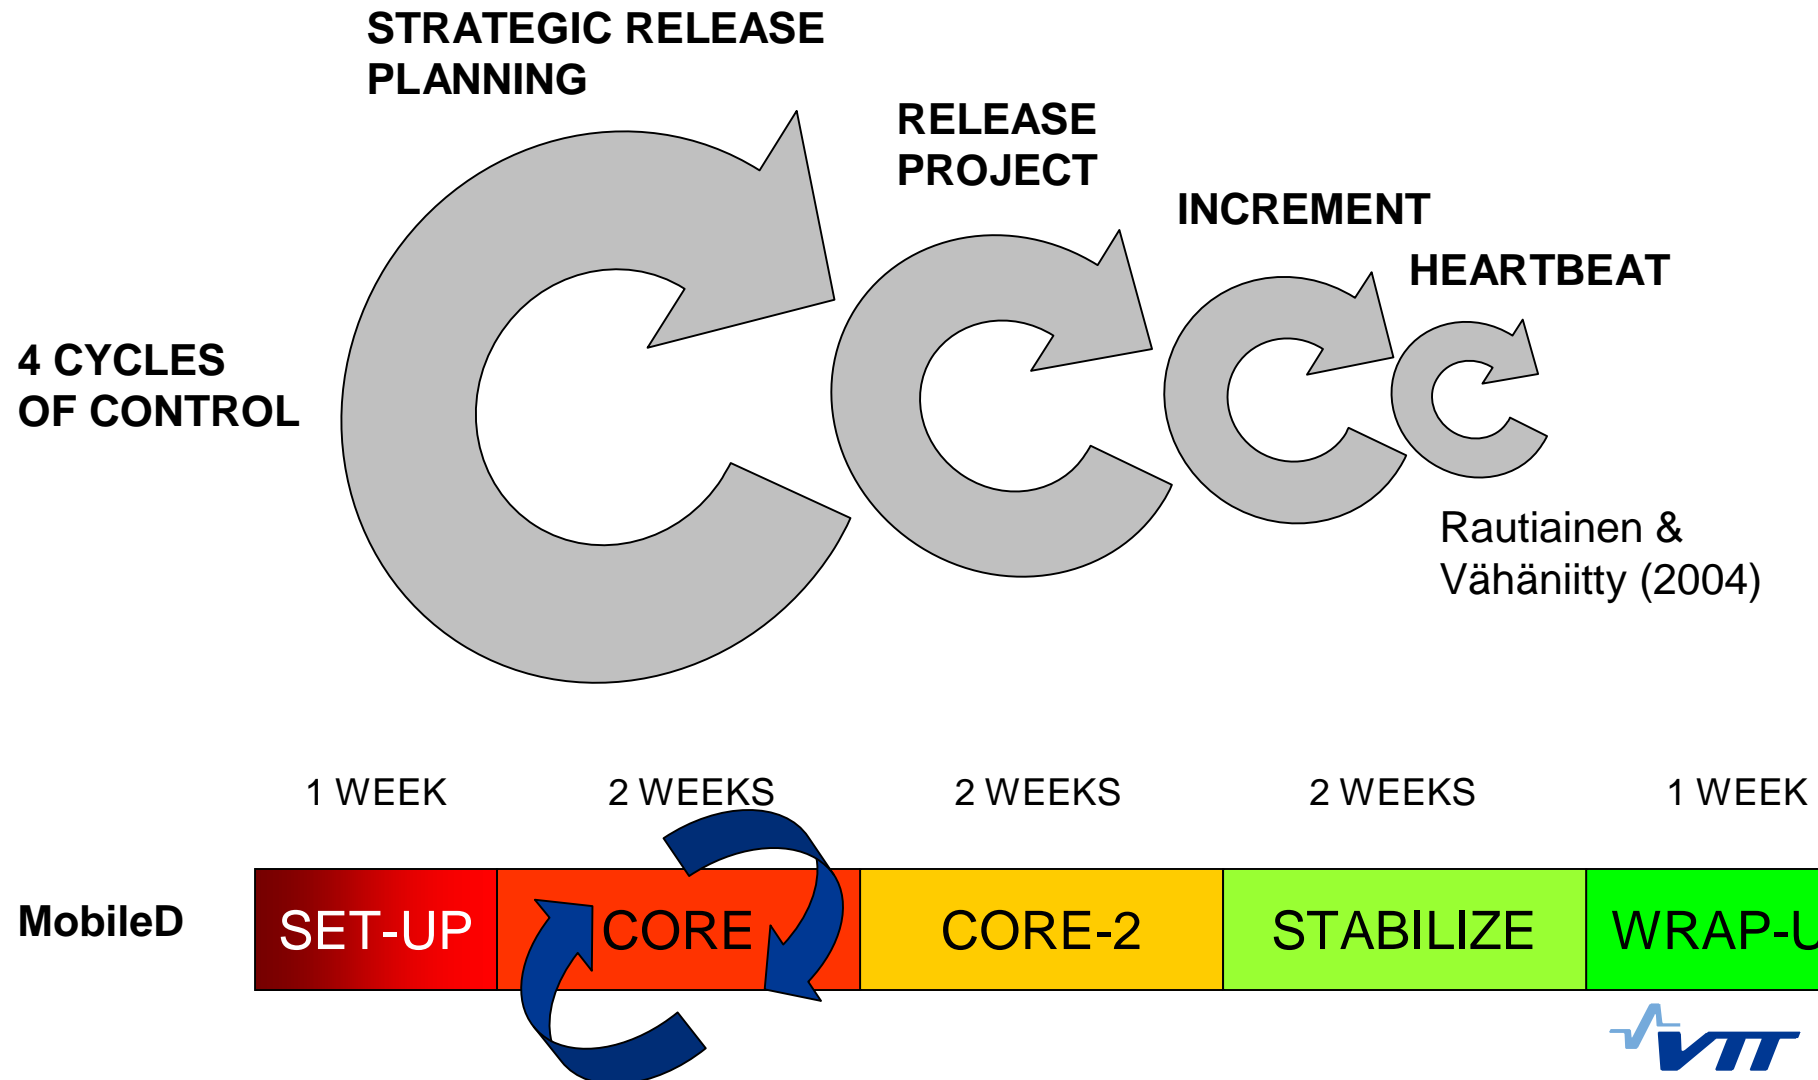 STRATEGIC RELEASE
PLANNING
RELEASE
PROJECT
INCREMENT
HEARTBEAT
4 CYCLES
OF CONTROL
Rautiainen &
Vähäniitty (2004)
1 WEEK
2 WEEKS
2 WEEKS
2 WEEKS
1 WEEK
MobileD
SET-UP
CORE
CORE-2
STABILIZE
WRAP-U
VTT